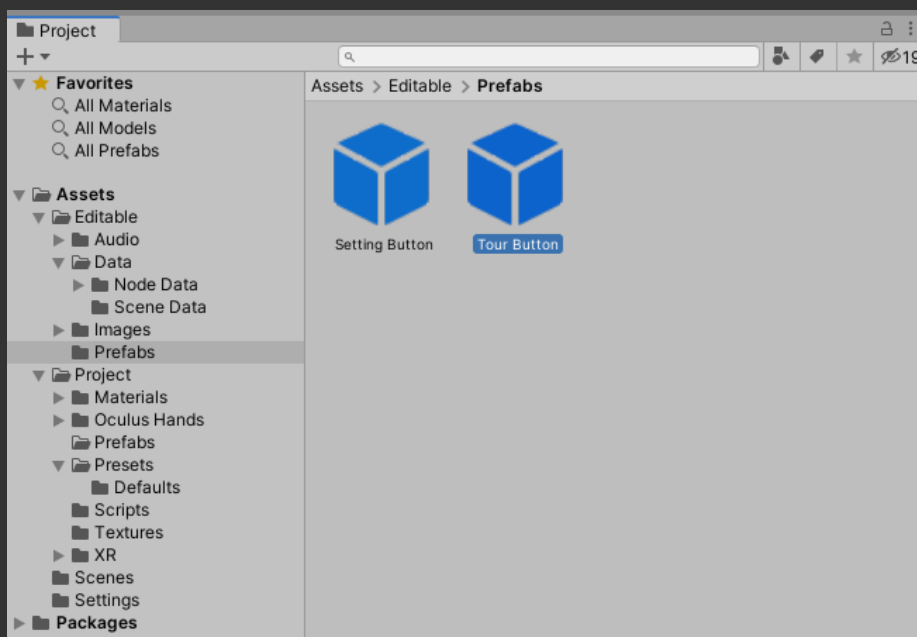 Project
19
Favorites
All Materials
All Models
All Prefabs
Assets
Editable
Audio
Data
Node Data
Scene Data
Images
Prefabs
Project
Materials
Oculus Hands
Prefabs
Presets
Defaults
Scripts
Textures
XR
Scenes
Settings
Packages
Assets > Editable > Prefabs
Setting Button
Tour Button